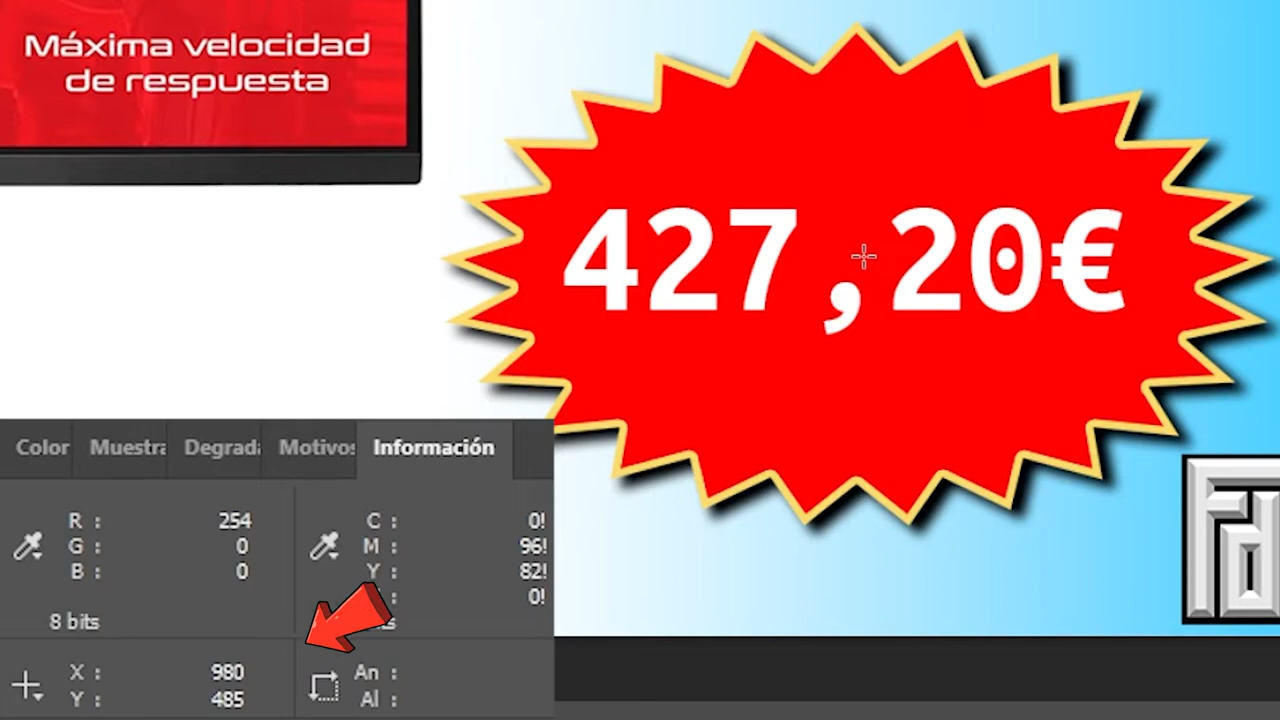 Máxima velocidad
de respuesta
427,20€
Color Muestra Degrada Motivos Información
R : 254 C : 0!
G : 0 M : 96!
B : 0 Y : 82!
: 0!
8 bits
X : 980 An :
Y : 485 Al :